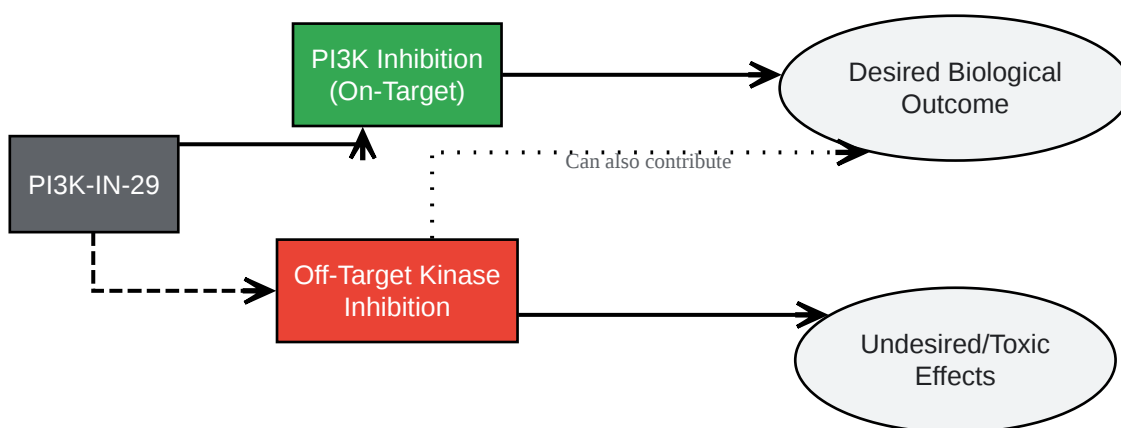 PI3K Inhibition
(On-Target)
Desired Biological
Outcome
Can also contribute
PI3K-IN-29
Off-Target Kinase
Inhibition
Undesired/Toxic
Effects